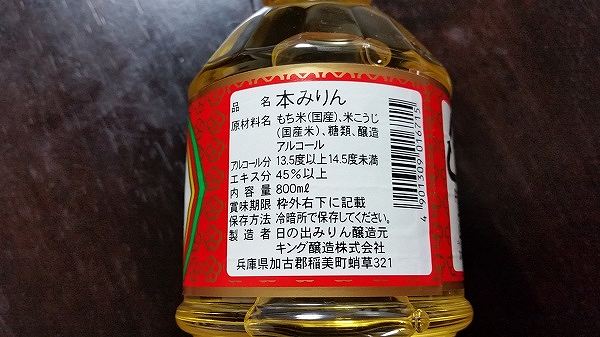 品名 本みりん
原材料名 もち米(国産)、米こうじ
(国産米)、糖類、醸造
アルコール
アルコール分 13.5度以上14.5度未満
エキス分 45%以上
内容量 800mℓ
賞味期限 枠外右下に記載
保存方法 冷暗所で保存してください。
製造者 日の出みりん醸造元
キング醸造株式会社
兵庫県加古郡稲美町蛸草321
4 901309 016715